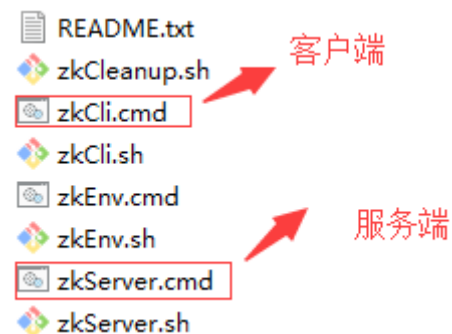 README.txt
客户端
zkCleanup.sh
zkCli.cmd
zkCli.sh
zkEnv.cmd
服务端
zkEnv.sh
zkServer.cmd
zkServer.sh